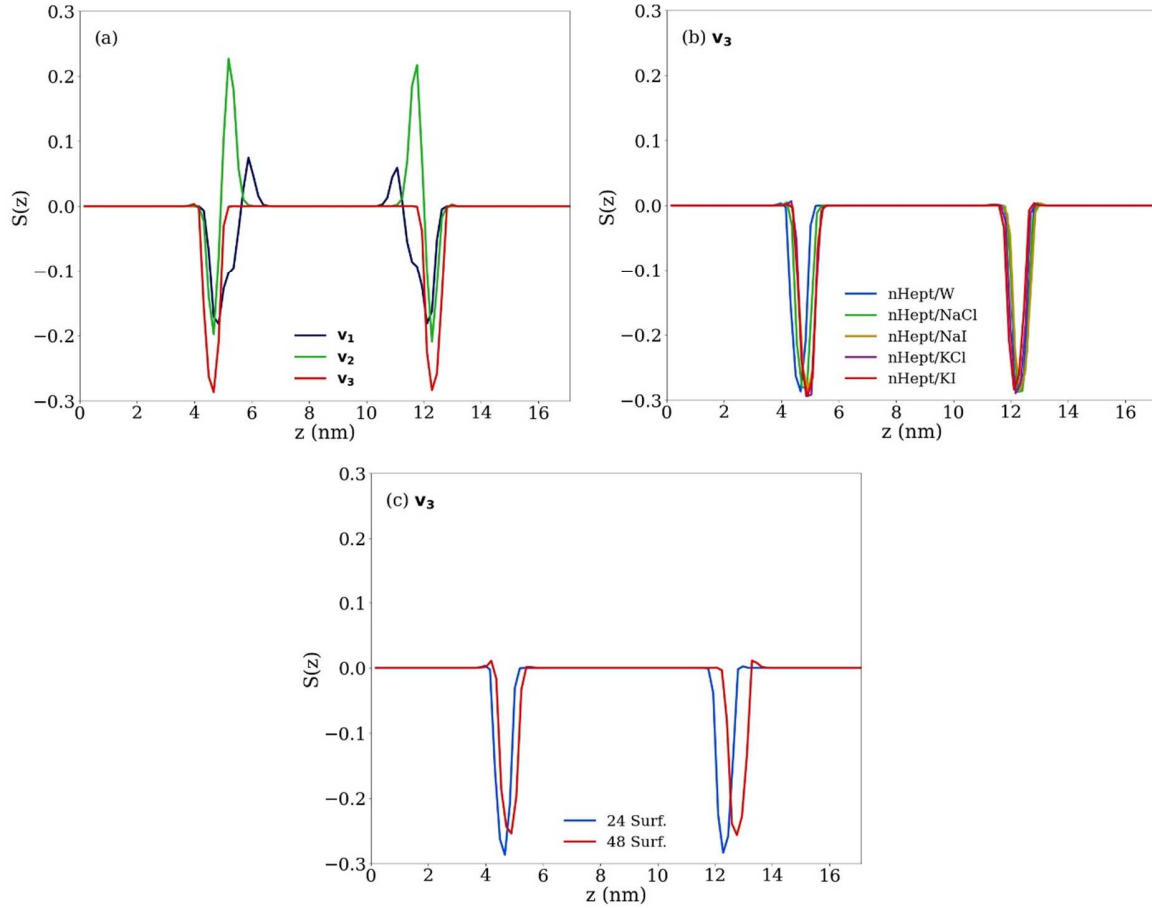 (a)
0.3
0.2
0.1
0.0
−0.1
−0.2
−0.3
S(z)
v₁
v₂
v₃
0 2 4 6 8 10 12 14 16
z (nm)
(b) v₃
0.3
0.2
0.1
0.0
−0.1
−0.2
−0.3
S(z)
nHept/W
nHept/NaCl
nHept/NaI
nHept/KCl
nHept/KI
0 2 4 6 8 10 12 14 16
z (nm)
(c) v₃
0.3
0.2
0.1
0.0
−0.1
−0.2
−0.3
S(z)
24 Surf.
48 Surf.
0 2 4 6 8 10 12 14 16
z (nm)